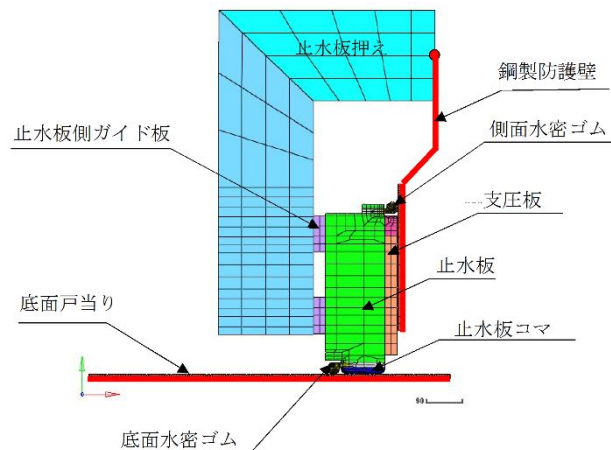 止水板押え
鋼製防護壁
止水板側ガイド板
側面水密ゴム
支圧板
止水板
底面戸当り
止水板コマ
90
底面水密ゴム